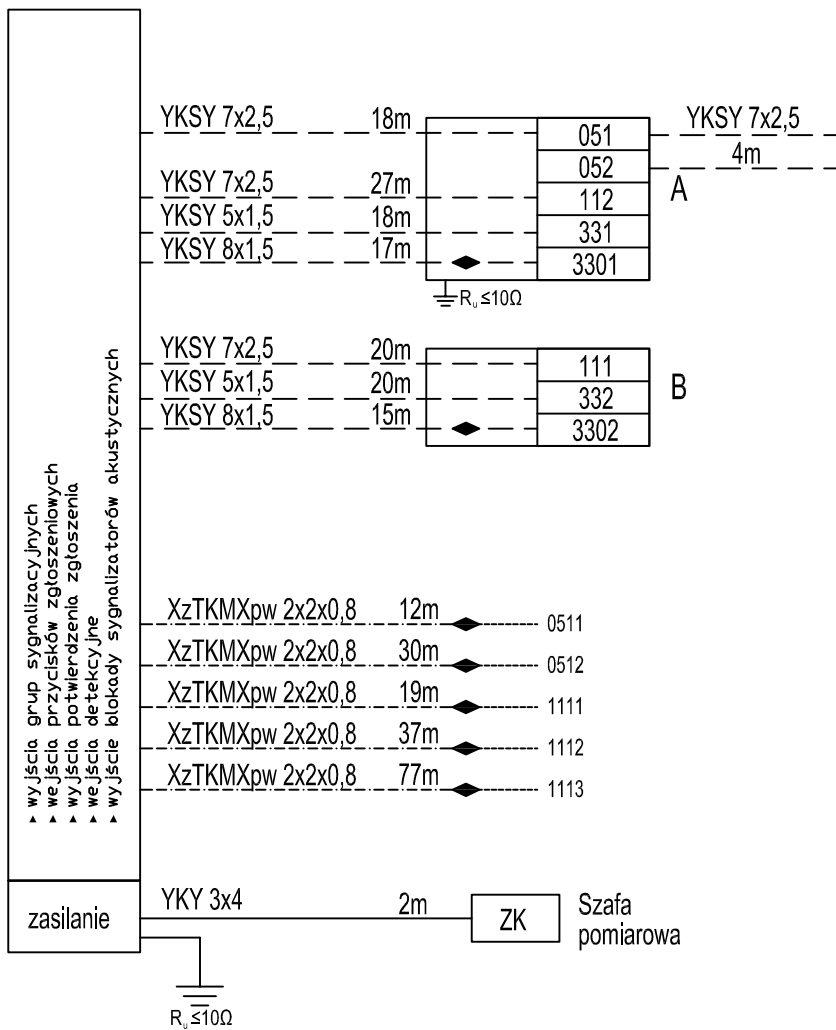 YKSY 7x2,5 18m
051
YKSY 7x2,5
052
4m
A
YKSY 7x2,5 27m
112
YKSY 5x1,5 18m
331
YKSY 8x1,5 17m
3301
Rᵤ≤10Ω
YKSY 7x2,5 20m
111
B
YKSY 5x1,5 20m
332
YKSY 8x1,5 15m
3302
▸ wyjścia grup sygnalizacyjnych
▸ wejścia przycisków zgłoszeniowych
▸ wyjścia potwierdzenia zgłoszenia
▸ wejścia detekcyjne
▸ wyjście blokady sygnalizatorów akustycznych
XzTKMXpw 2x2x0,8 12m 0511
XzTKMXpw 2x2x0,8 30m 0512
XzTKMXpw 2x2x0,8 19m 1111
XzTKMXpw 2x2x0,8 37m 1112
XzTKMXpw 2x2x0,8 77m 1113
zasilanie
YKY 3x4 2m
ZK
Szafa
pomiarowa
Rᵤ≤10Ω